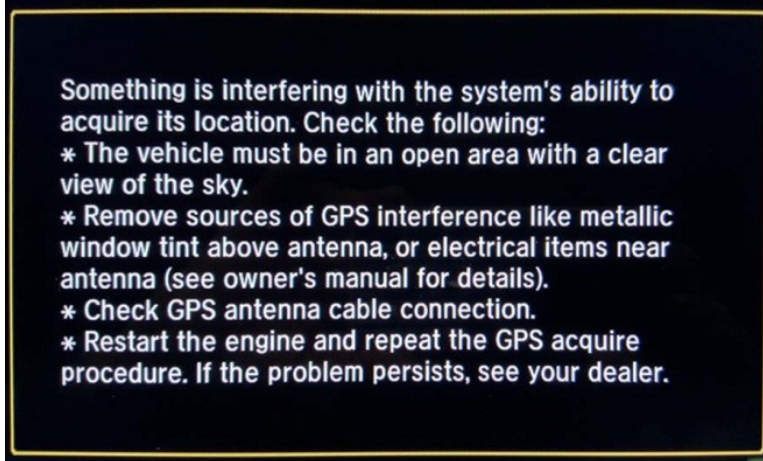 Something is interfering with the system's ability to
acquire its location. Check the following:
* The vehicle must be in an open area with a clear
view of the sky.
* Remove sources of GPS interference like metallic
window tint above antenna, or electrical items near
antenna (see owner's manual for details).
* Check GPS antenna cable connection.
* Restart the engine and repeat the GPS acquire
procedure. If the problem persists, see your dealer.